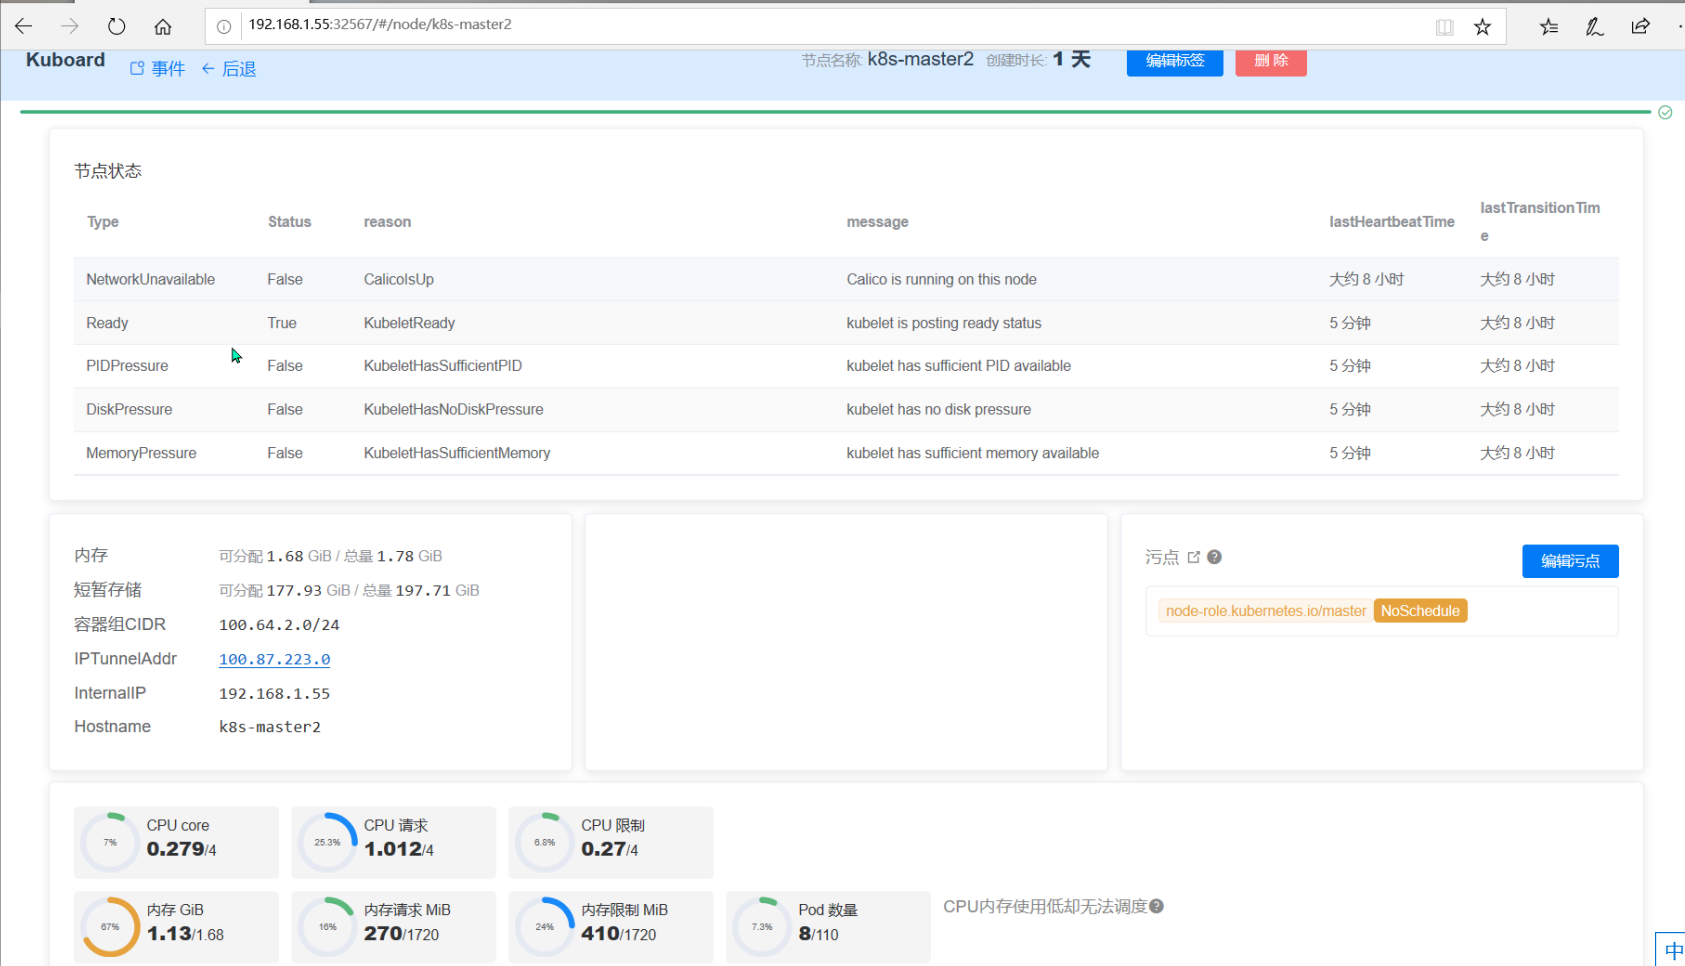 192.168.1.55:32567/#/node/k8s-master2
Kuboard 事件 后退 节点名称: k8s-master2 创建时长: 1 天 编辑标签 删 除
节点状态
Type Status reason message lastHeartbeatTime lastTransitionTim
e
NetworkUnavailable False CalicoIsUp Calico is running on this node 大约 8 小时 大约 8 小时
Ready True KubeletReady kubelet is posting ready status 5 分钟 大约 8 小时
PIDPressure False KubeletHasSufficientPID kubelet has sufficient PID available 5 分钟 大约 8 小时
DiskPressure False KubeletHasNoDiskPressure kubelet has no disk pressure 5 分钟 大约 8 小时
MemoryPressure False KubeletHasSufficientMemory kubelet has sufficient memory available 5 分钟 大约 8 小时
内存 可分配 1.68 GiB / 总量 1.78 GiB
短暂存储 可分配 177.93 GiB / 总量 197.71 GiB
容器组CIDR 100.64.2.0/24
IPTunnelAddr 100.87.223.0
InternalIP 192.168.1.55
Hostname k8s-master2
污点 编辑污点
node-role.kubernetes.io/master NoSchedule
7% CPU core 0.279/4
25.3% CPU 请求 1.012/4
6.8% CPU 限制 0.27/4
67% 内存 GiB 1.13/1.68
16% 内存请求 MiB 270/1720
24% 内存限制 MiB 410/1720
7.3% Pod 数量 8/110
CPU内存使用低却无法调度
中